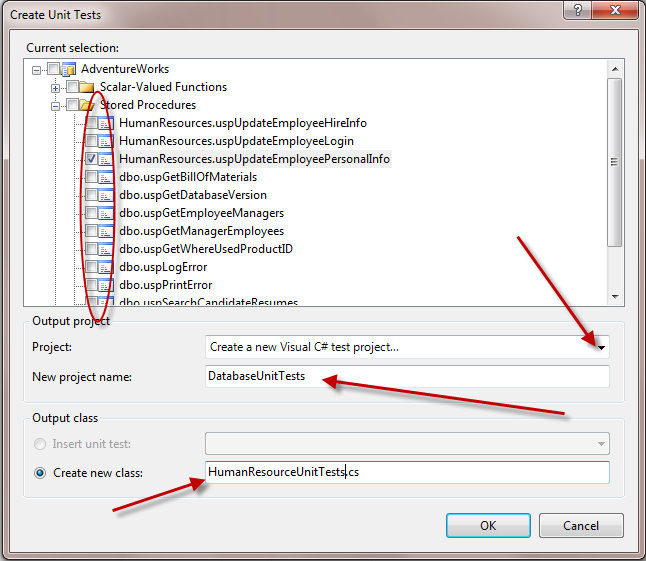 Create Unit Tests
Current selection:
AdventureWorks
Scalar-Valued Functions
Stored Procedures
HumanResources.uspUpdateEmployeeHireInfo
HumanResources.uspUpdateEmployeeLogin
HumanResources.uspUpdateEmployeePersonalInfo
dbo.uspGetBillOfMaterials
dbo.uspGetDatabaseVersion
dbo.uspGetEmployeeManagers
dbo.uspGetManagerEmployees
dbo.uspGetWhereUsedProductID
dbo.uspLogError
dbo.uspPrintError
dbo.uspSearchCandidateResumes
Output project
Project: Create a new Visual C# test project...
New project name: DatabaseUnitTests
Output class
Insert unit test:
Create new class: HumanResourceUnitTests.cs
OK Cancel